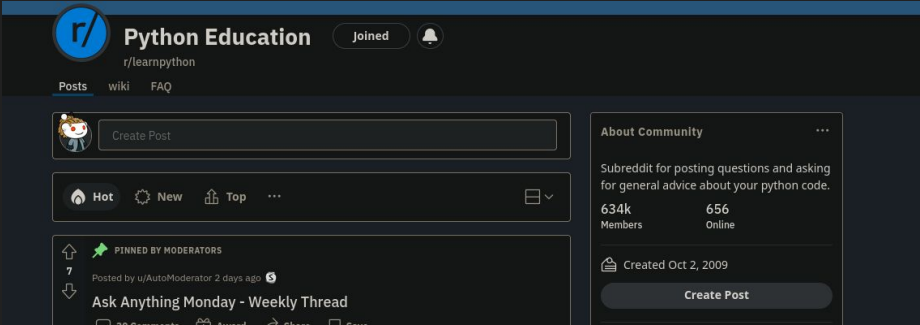 r/
Python Education
Joined
r/learnpython
Posts wiki FAQ
Create Post
Hot New Top ...
PINNED BY MODERATORS
7
Posted by u/AutoModerator 2 days ago
Ask Anything Monday - Weekly Thread
About Community ...
Subreddit for posting questions and asking
for general advice about your python code.
634k 656
Members Online
Created Oct 2, 2009
Create Post